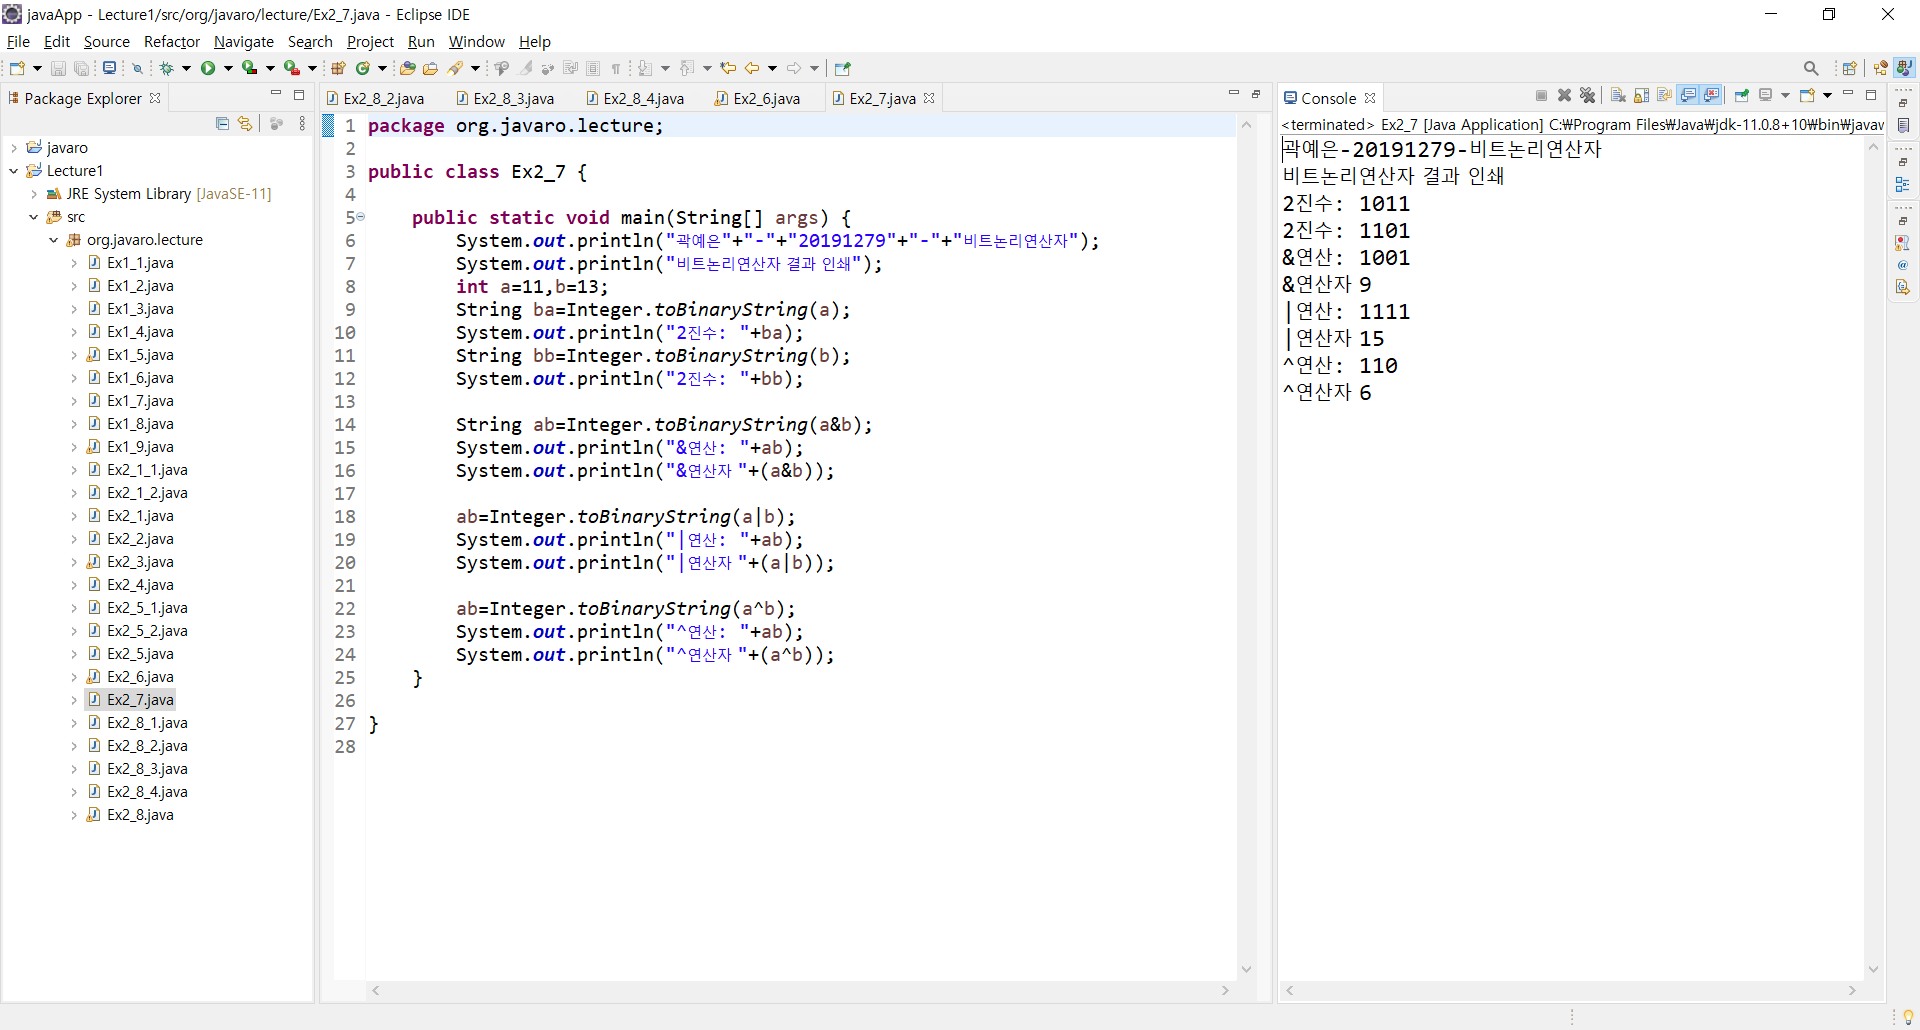 javaApp - Lecture1/src/org/javaro/lecture/Ex2_7.java - Eclipse IDE
File Edit Source Refactor Navigate Search Project Run Window Help
Package Explorer
javaro
Lecture1
JRE System Library [JavaSE-11]
src
org.javaro.lecture
Ex1_1.java
Ex1_2.java
Ex1_3.java
Ex1_4.java
Ex1_5.java
Ex1_6.java
Ex1_7.java
Ex1_8.java
Ex1_9.java
Ex2_1_1.java
Ex2_1_2.java
Ex2_1.java
Ex2_2.java
Ex2_3.java
Ex2_4.java
Ex2_5_1.java
Ex2_5_2.java
Ex2_5.java
Ex2_6.java
Ex2_7.java
Ex2_8_1.java
Ex2_8_2.java
Ex2_8_3.java
Ex2_8_4.java
Ex2_8.java
Ex2_8_2.java Ex2_8_3.java Ex2_8_4.java Ex2_6.java Ex2_7.java
1 package org.javaro.lecture;
2
3 public class Ex2_7 {
4
5 public static void main(String[] args) {
6 System.out.println("곽예은"+"-"+"20191279"+"-"+"비트논리연산자");
7 System.out.println("비트논리연산자 결과 인쇄");
8 int a=11,b=13;
9 String ba=Integer.toBinaryString(a);
10 System.out.println("2진수: "+ba);
11 String bb=Integer.toBinaryString(b);
12 System.out.println("2진수: "+bb);
13
14 String ab=Integer.toBinaryString(a&b);
15 System.out.println("&연산: "+ab);
16 System.out.println("&연산자 "+(a&b));
17
18 ab=Integer.toBinaryString(a|b);
19 System.out.println("|연산: "+ab);
20 System.out.println("|연산자 "+(a|b));
21
22 ab=Integer.toBinaryString(a^b);
23 System.out.println("^연산: "+ab);
24 System.out.println("^연산자 "+(a^b));
25 }
26
27 }
28
Console
<terminated> Ex2_7 [Java Application] C:₩Program Files₩Java₩jdk-11.0.8+10₩bin₩javaw
곽예은-20191279-비트논리연산자
비트논리연산자 결과 인쇄
2진수: 1011
2진수: 1101
&연산: 1001
&연산자 9
|연산: 1111
|연산자 15
^연산: 110
^연산자 6